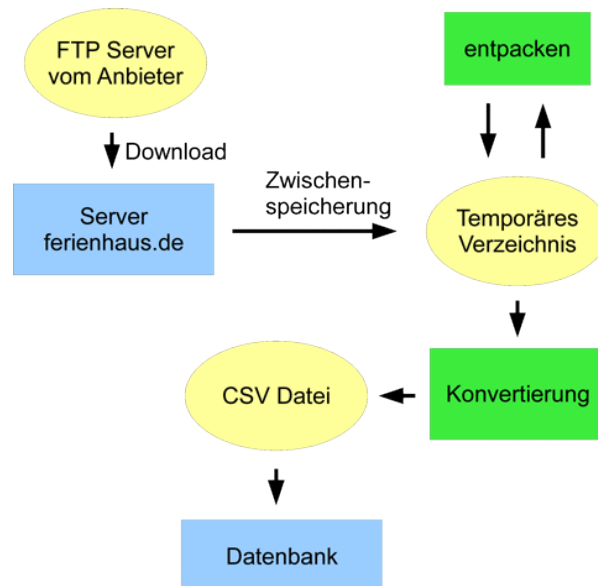 FTP Server
vom Anbieter
Download
Server
ferienhaus.de
Zwischen-
speicherung
entpacken
Temporäres
Verzeichnis
Konvertierung
CSV Datei
Datenbank